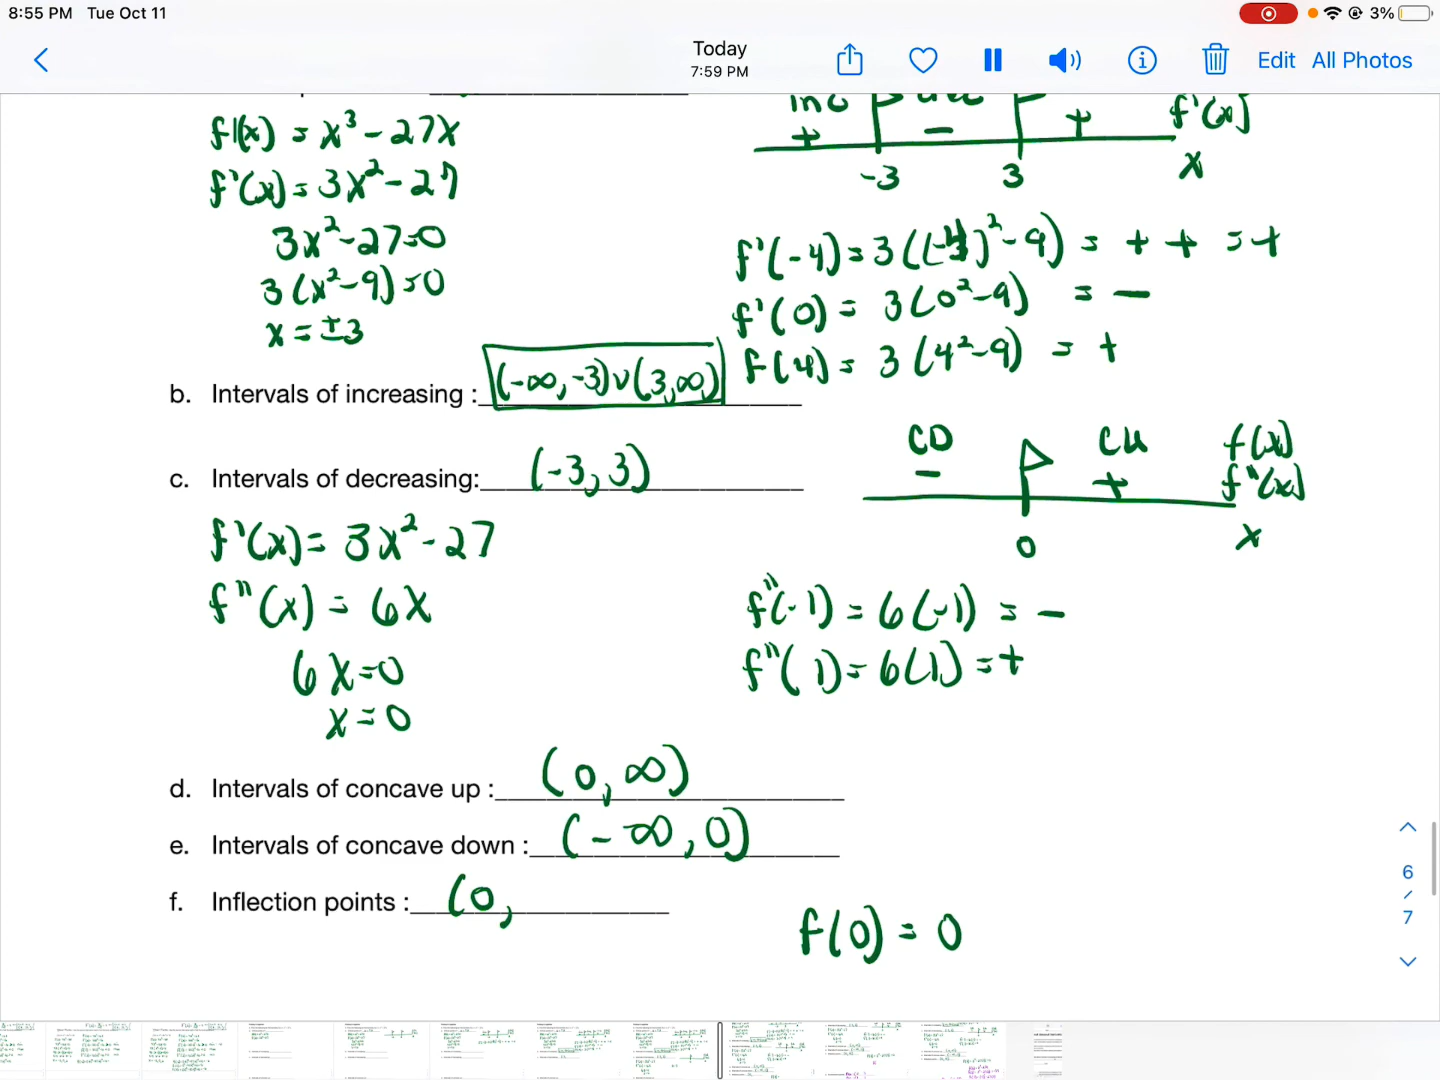 8:55 PM Tue Oct 11
3%
Today
7:59 PM
Edit All Photos
inc dec f'(x)
+ − +
-3 3 x
f(x) = x³ - 27x
f'(x) = 3x² - 27
3x² - 27 = 0
3(x² - 9) = 0
x = ±3
f'(-4) = 3((-4)² - 9) = + + = +
f'(0) = 3(0² - 9) = −
f(4) = 3(4² - 9) = +
b. Intervals of increasing : (-∞, -3) ∪ (3, ∞)
c. Intervals of decreasing: (-3, 3)
CD CU f(x)
− + f"(x)
0 x
f'(x) = 3x² - 27
f"(x) = 6x
6x = 0
x = 0
f"(-1) = 6(-1) = −
f"(1) = 6(1) = +
d. Intervals of concave up : (0, ∞)
e. Intervals of concave down : (-∞, 0)
f. Inflection points : (0,
f(0) = 0
6
/
7